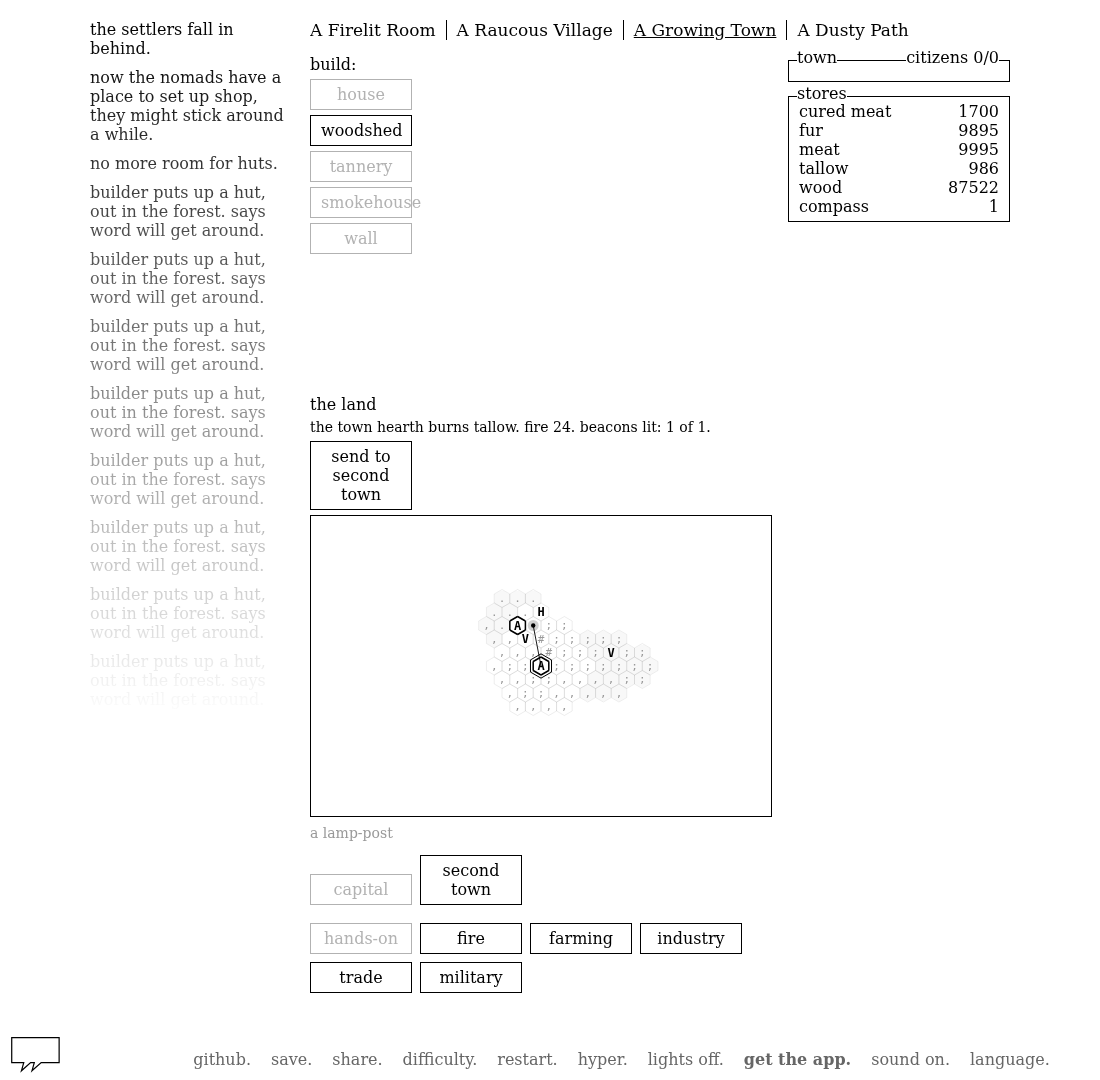 the settlers fall in
behind.
now the nomads have a
place to set up shop,
they might stick around
a while.
no more room for huts.
builder puts up a hut,
out in the forest. says
word will get around.
builder puts up a hut,
out in the forest. says
word will get around.
builder puts up a hut,
out in the forest. says
word will get around.
builder puts up a hut,
out in the forest. says
word will get around.
builder puts up a hut,
out in the forest. says
word will get around.
builder puts up a hut,
out in the forest. says
word will get around.
builder puts up a hut,
out in the forest. says
word will get around.
builder puts up a hut,
out in the forest. says
word will get around.
A Firelit Room | A Raucous Village | A Growing Town | A Dusty Path
build:
house
woodshed
tannery
smokehouse
wall
town citizens 0/0
stores
cured meat 1700
fur 9895
meat 9995
tallow 986
wood 87522
compass 1
the land
the town hearth burns tallow. fire 24. beacons lit: 1 of 1.
send to
second
town
H
A
V #
# V
A
a lamp-post
capital
second
town
hands-on fire farming industry
trade military
github. save. share. difficulty. restart. hyper. lights off. get the app. sound on. language.